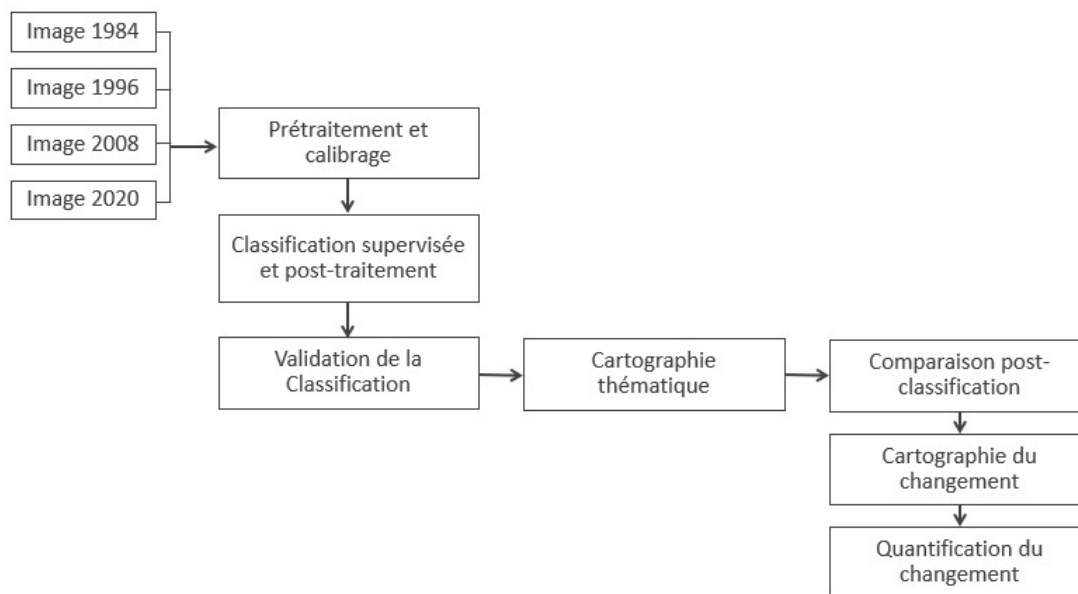 Image 1984
Image 1996
Image 2008
Image 2020
Prétraitement et
calibrage
Classification supervisée
et post-traitement
Validation de la
Classification
Cartographie
thématique
Comparaison post-
classification
Cartographie du
changement
Quantification du
changement